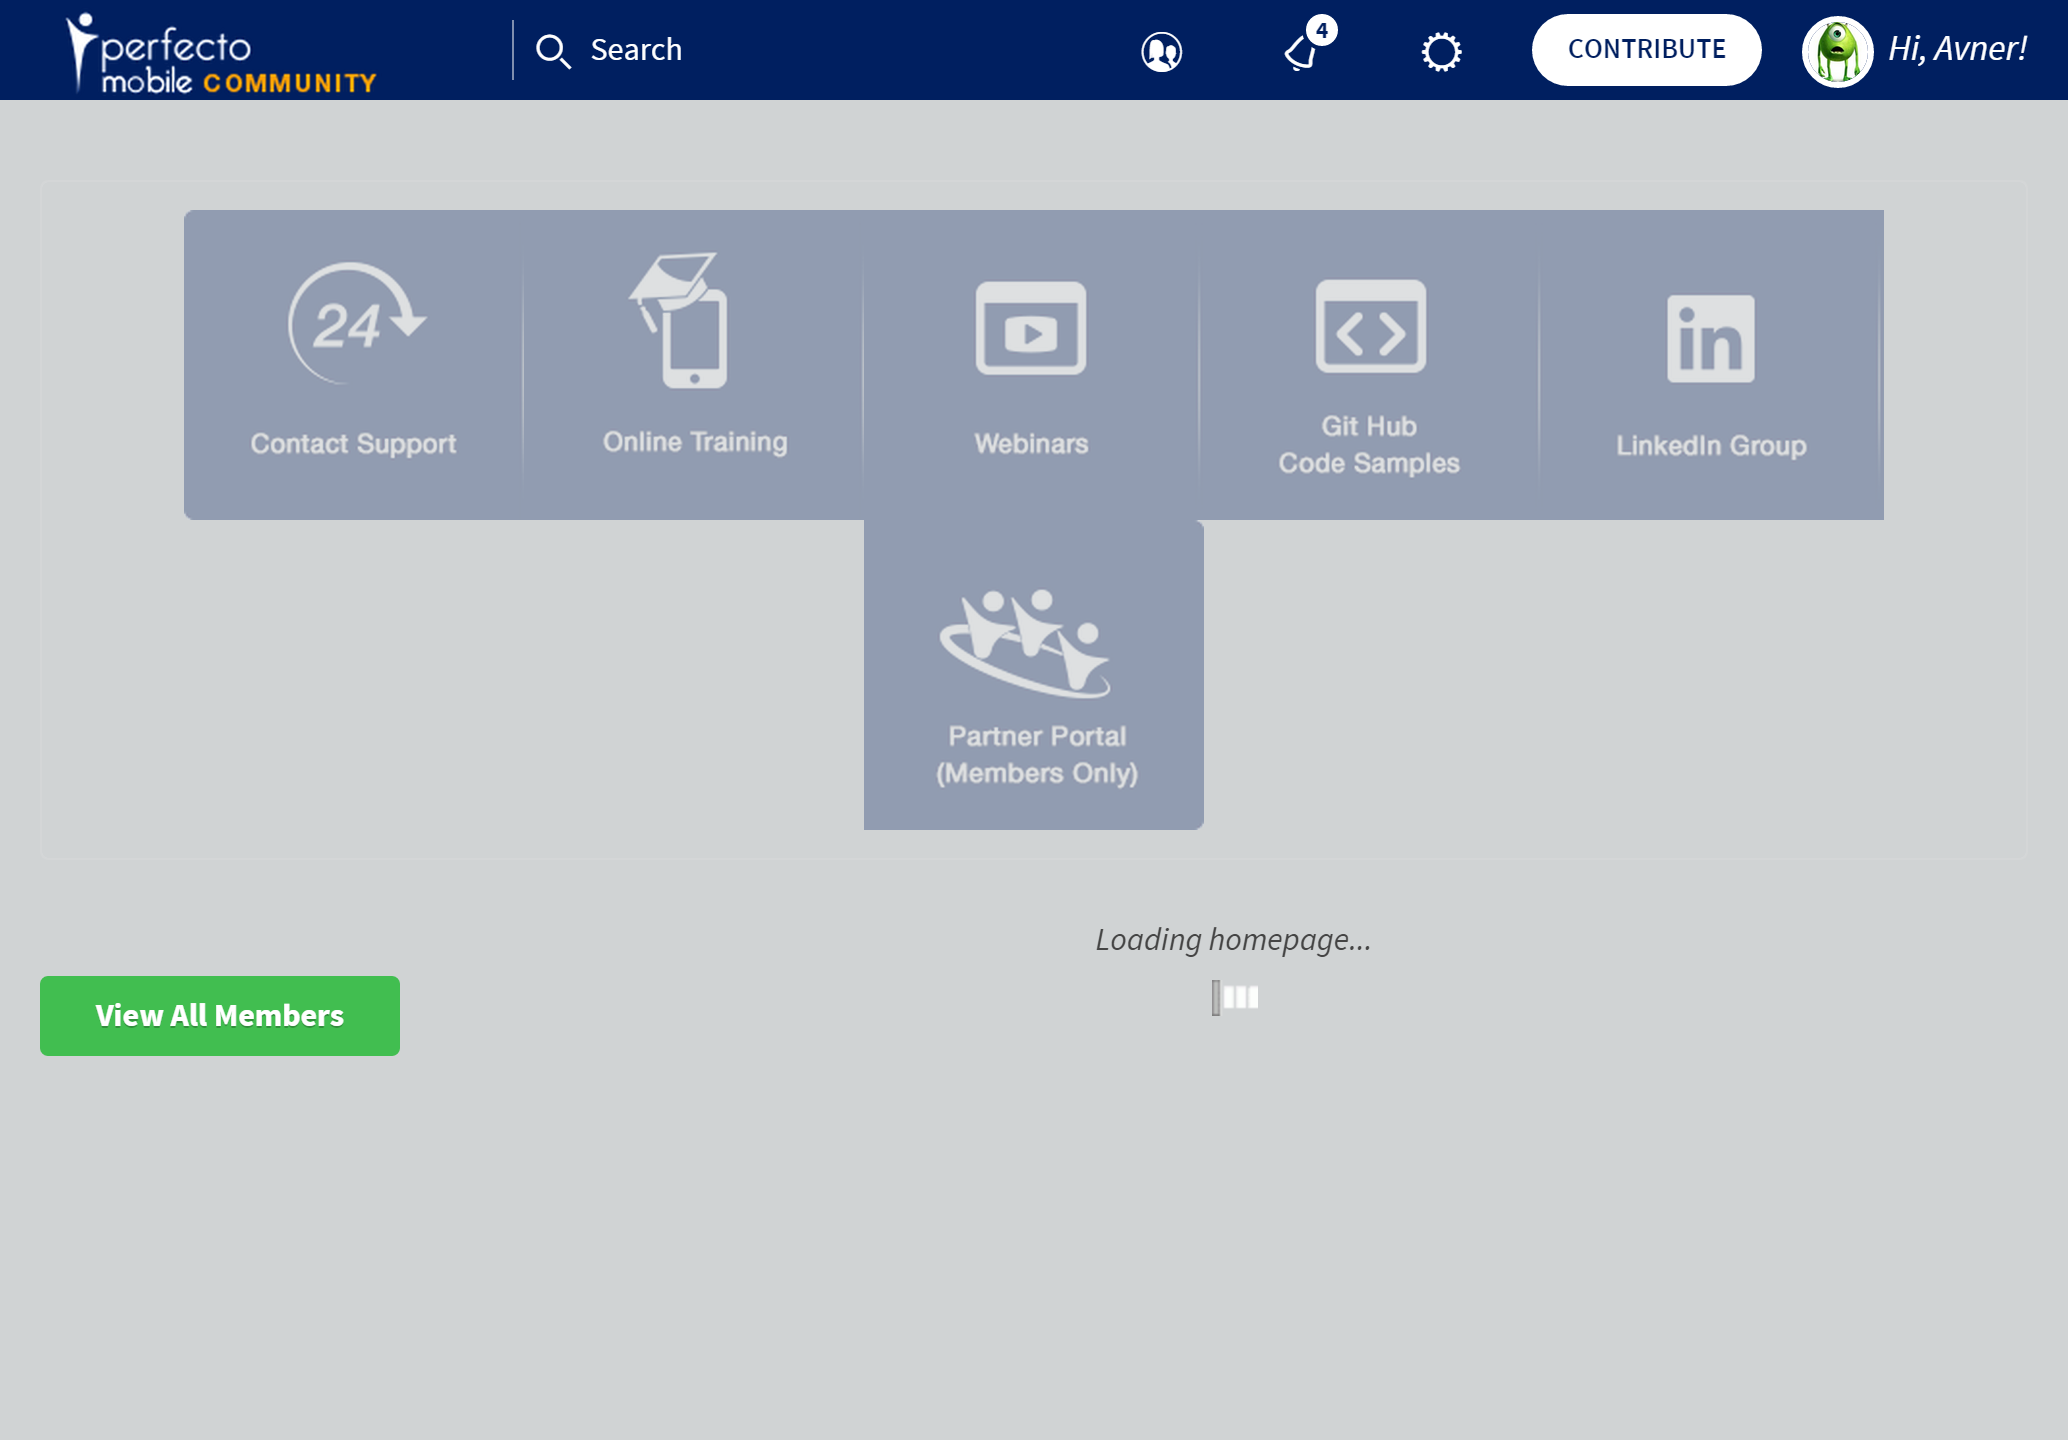 perfecto
mobile COMMUNITY
Search
4
CONTRIBUTE
Hi, Avner!
24
Contact Support
Online Training
Webinars
Git Hub
Code Samples
in
LinkedIn Group
Partner Portal
(Members Only)
Loading homepage...
View All Members